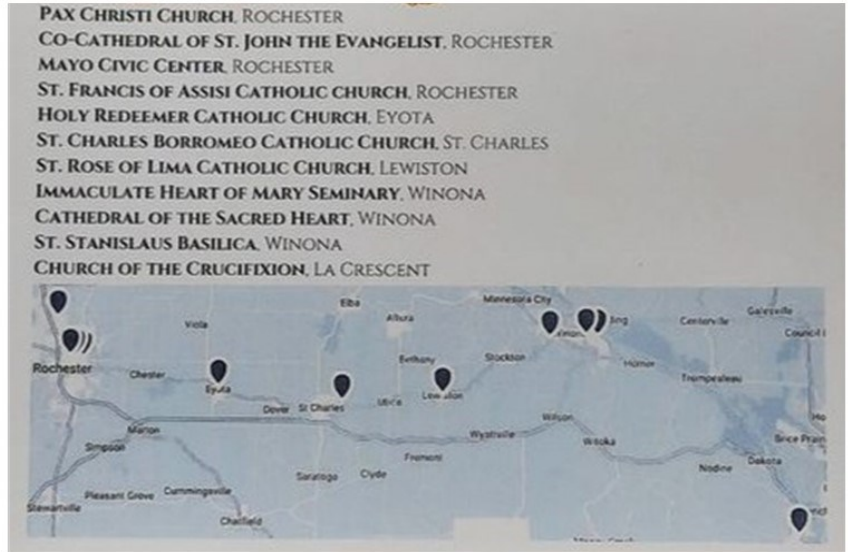 PAX CHRISTI CHURCH, ROCHESTER
CO-CATHEDRAL OF ST. JOHN THE EVANGELIST, ROCHESTER
MAYO CIVIC CENTER, ROCHESTER
ST. FRANCIS OF ASSISI CATHOLIC CHURCH, ROCHESTER
HOLY REDEEMER CATHOLIC CHURCH, EYOTA
ST. CHARLES BORROMEO CATHOLIC CHURCH, ST. CHARLES
ST. ROSE OF LIMA CATHOLIC CHURCH, LEWISTON
IMMACULATE HEART OF MARY SEMINARY, WINONA
CATHEDRAL OF THE SACRED HEART, WINONA
ST. STANISLAUS BASILICA, WINONA
CHURCH OF THE CRUCIFIXION, LA CRESCENT
Elba
Minnesota City
Galesville
Viola
Altura
Centerville
Council
Rochester
Chester
Bethany
Stockton
Homer
Trempealeau
Eyota
Dover
St Charles
Utica
Lewiston
Wilson
Marion
Simpson
Wyattville
Witoka
Brice Prair
Fremont
Nodine
Dakota
Saratoga
Clyde
Stewartville
Pleasant Grove
Cummingsville
Chatfield